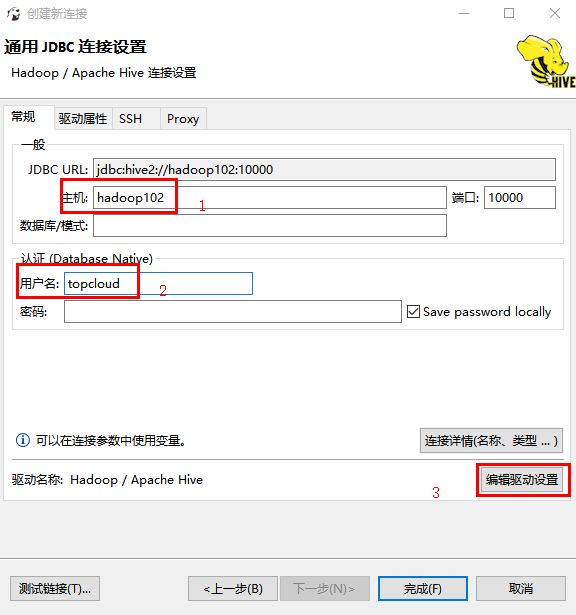 创建新连接
通用 JDBC 连接设置
Hadoop / Apache Hive 连接设置
HIVE
常规 驱动属性 SSH Proxy
一般
JDBC URL: jdbc:hive2://hadoop102:10000
主机: hadoop102 1 端口: 10000
数据库/模式:
认证 (Database Native)
用户名: topcloud 2
密码: Save password locally
可以在连接参数中使用变量。 连接详情(名称、类型 ... )
驱动名称: Hadoop / Apache Hive 编辑驱动设置
3
测试链接(T)... <上一步(B) 下一步(N)> 完成(F) 取消